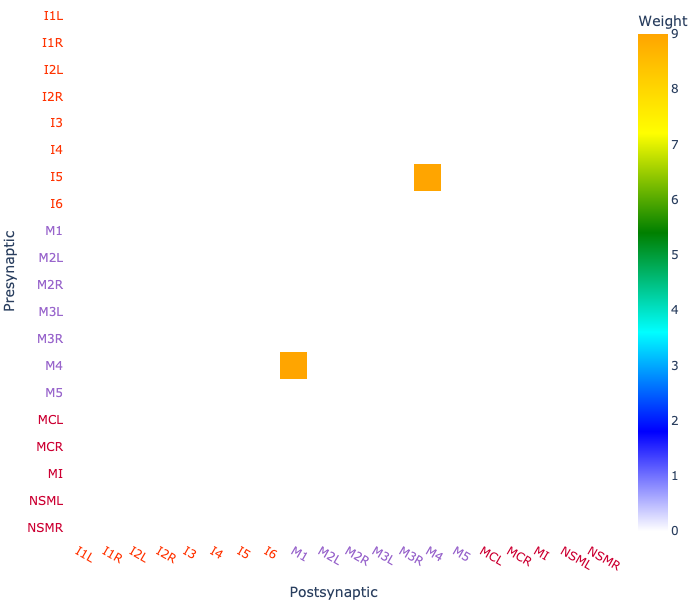 Weight
I1L
I1R
I2L
I2R
I3
I4
I5
I6
M1
M2L
M2R
M3L
M3R
M4
M5
MCL
MCR
MI
NSML
NSMR
Presynaptic
I1L I1R I2L I2R I3 I4 I5 I6 M1 M2L M2R M3L M3R M4 M5 MCL MCR MI NSML NSMR
Postsynaptic
9
8
7
6
5
4
3
2
1
0